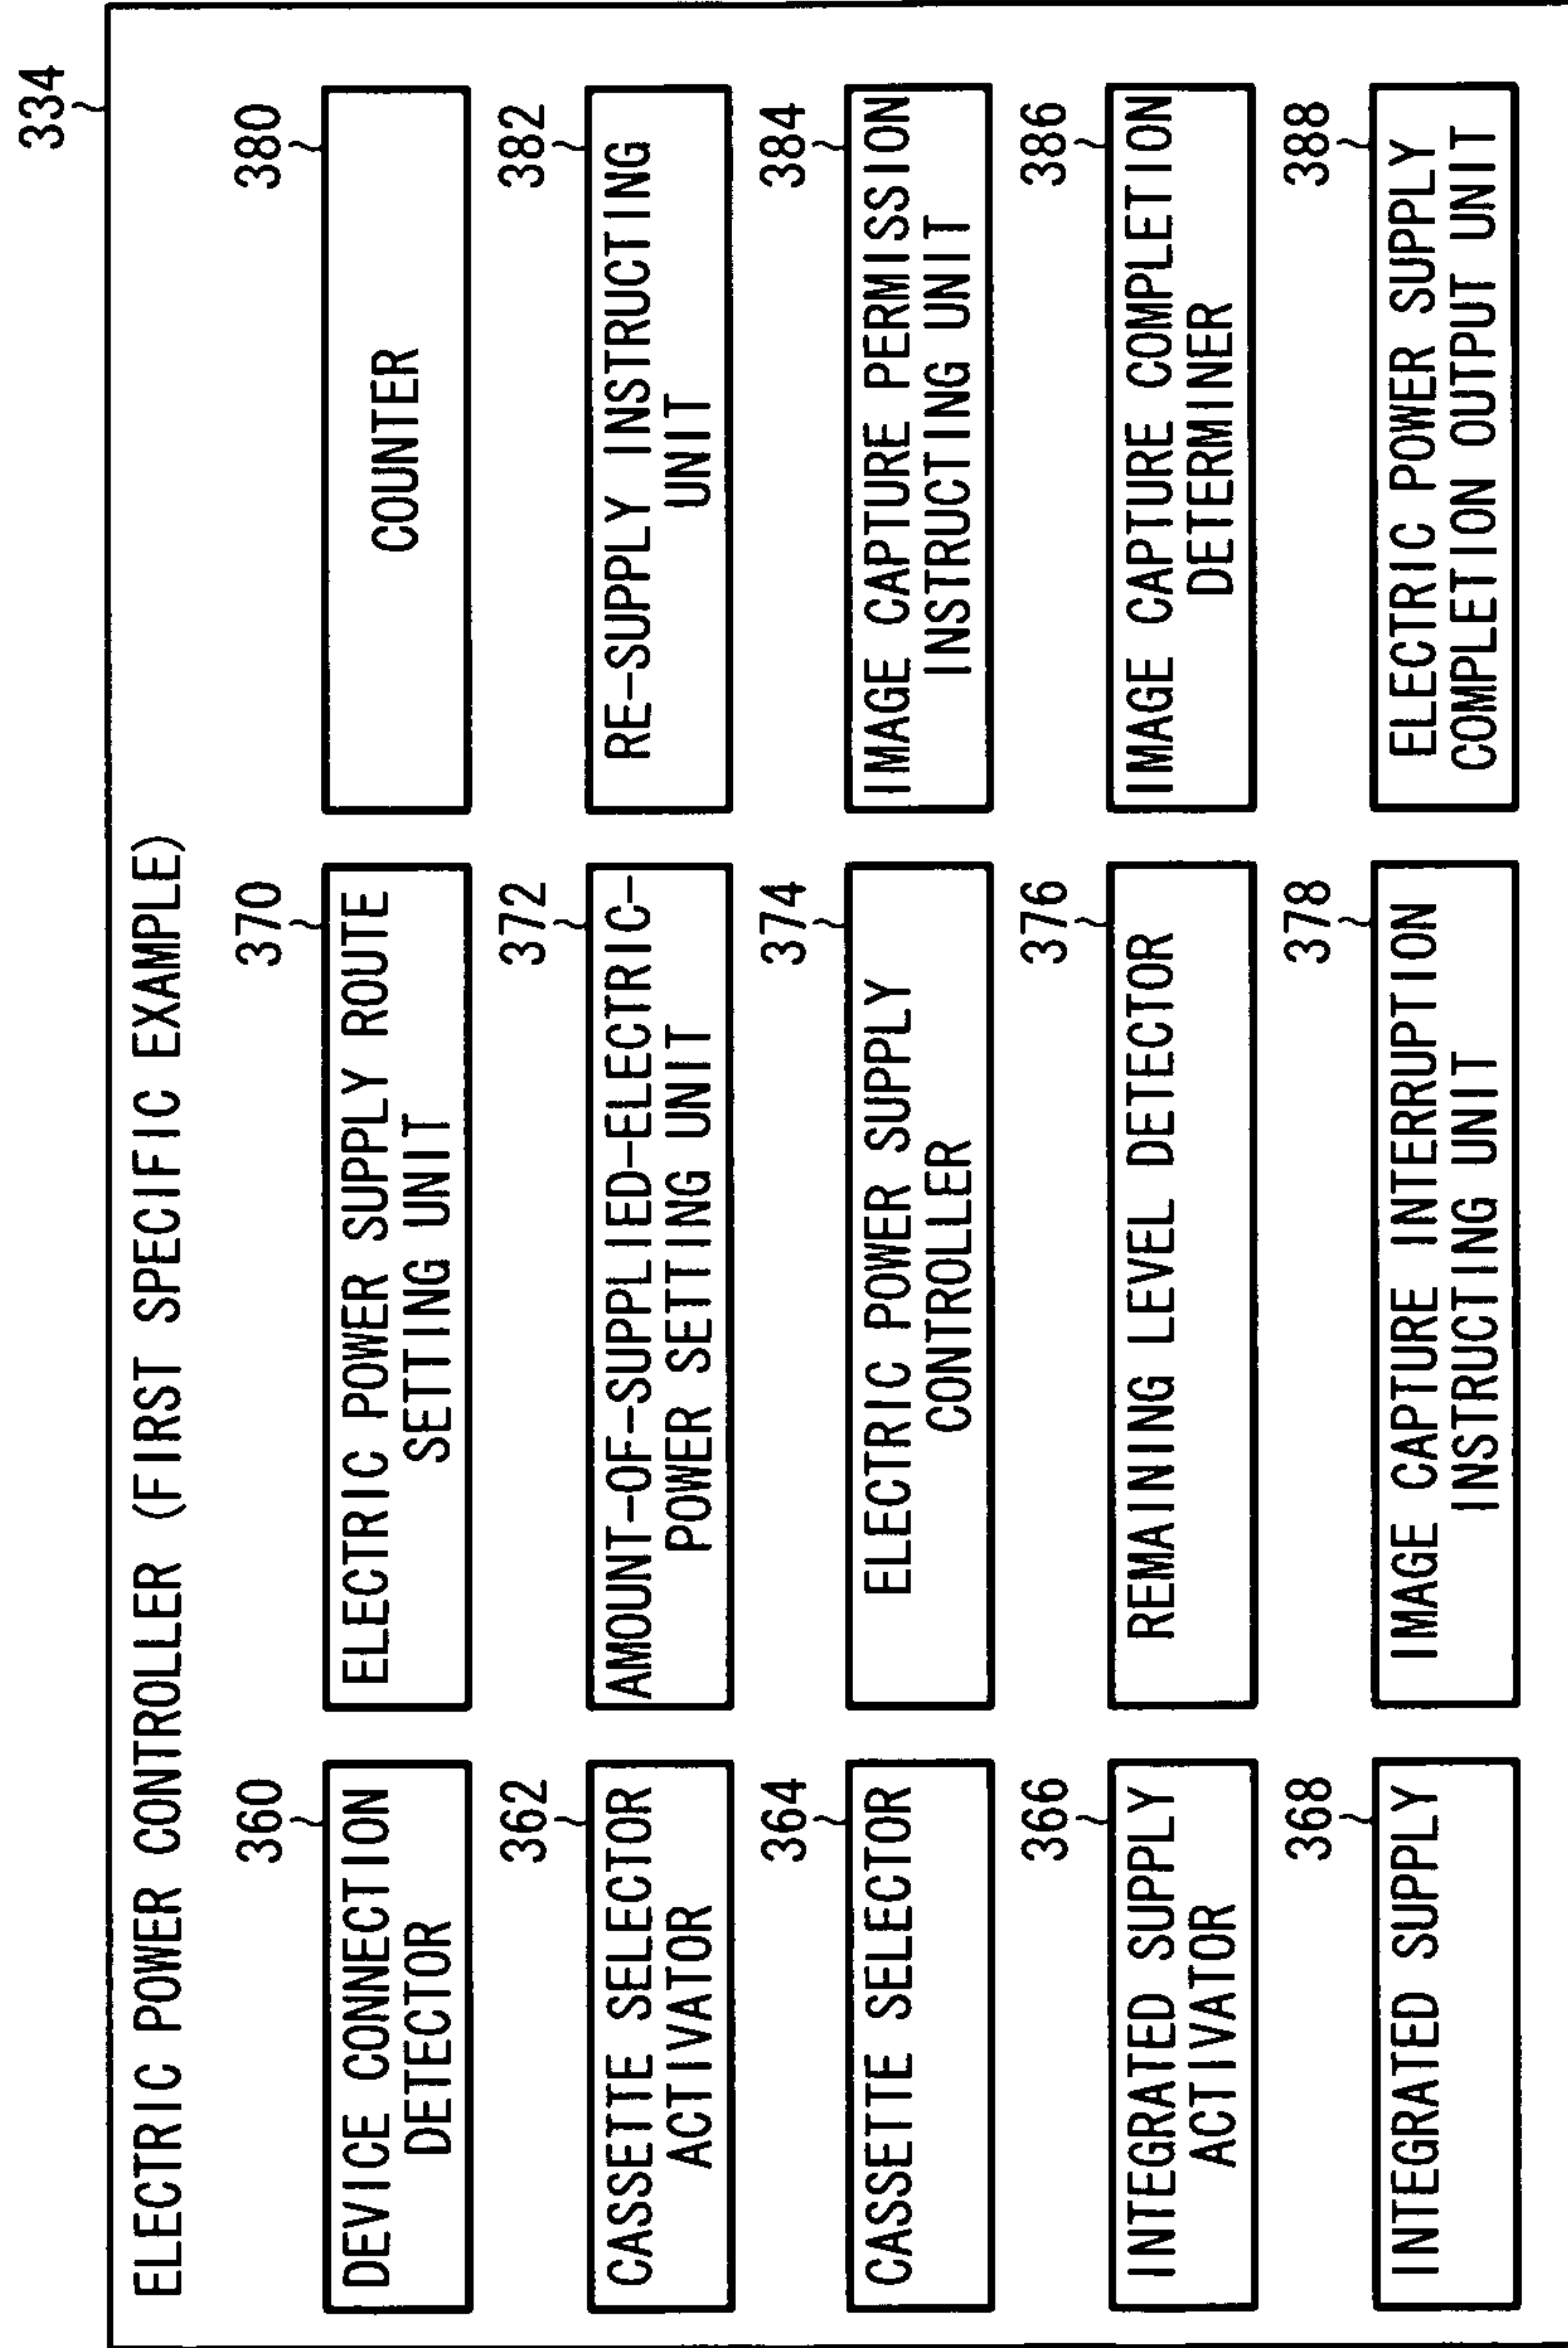 334
ELECTRIC POWER CONTROLLER (FIRST SPECIFIC EXAMPLE)
360
DEVICE CONNECTION
DETECTOR
370
ELECTRIC POWER SUPPLY ROUTE
SETTING UNIT
380
COUNTER
362
CASSETTE SELECTOR
ACTIVATOR
372
AMOUNT-OF-SUPPLIED-ELECTRIC-
POWER SETTING UNIT
382
RE-SUPPLY INSTRUCTING
UNIT
364
CASSETTE SELECTOR
374
ELECTRIC POWER SUPPLY
CONTROLLER
384
IMAGE CAPTURE PERMISSION
INSTRUCTING UNIT
366
INTEGRATED SUPPLY
ACTIVATOR
376
REMAINING LEVEL DETECTOR
386
IMAGE CAPTURE COMPLETION
DETERMINER
368
INTEGRATED SUPPLY
378
IMAGE CAPTURE INTERRUPTION
INSTRUCTING UNIT
388
ELECTRIC POWER SUPPLY
COMPLETION OUTPUT UNIT